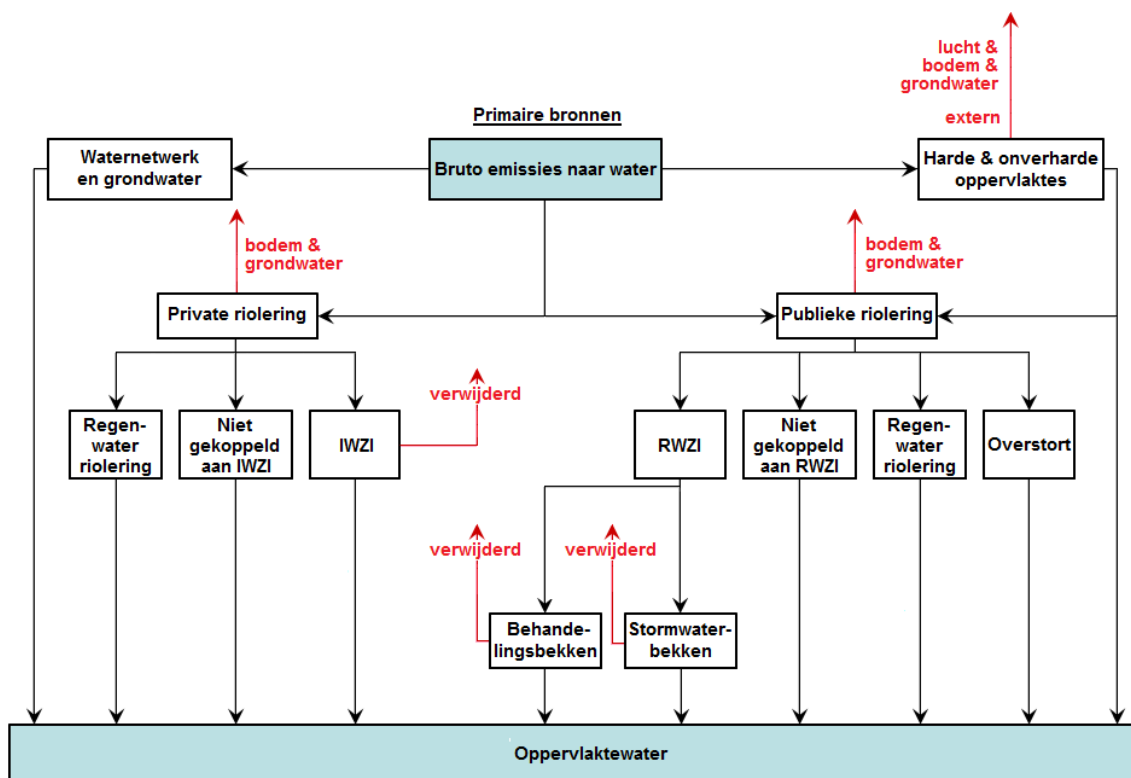 lucht &
bodem &
grondwater
extern
Primaire bronnen
Waternetwerk
en grondwater
Bruto emissies naar water
Harde & onverharde
oppervlaktes
bodem &
grondwater
bodem &
grondwater
Private riolering
Publieke riolering
verwijderd
Regen-
water
riolering
Niet
gekoppeld
aan IWZI
IWZI
RWZI
Niet
gekoppeld
aan RWZI
Regen-
water
riolering
Overstort
verwijderd
verwijderd
Behande-
lingsbekken
Stormwater-
bekken
Oppervlaktewater